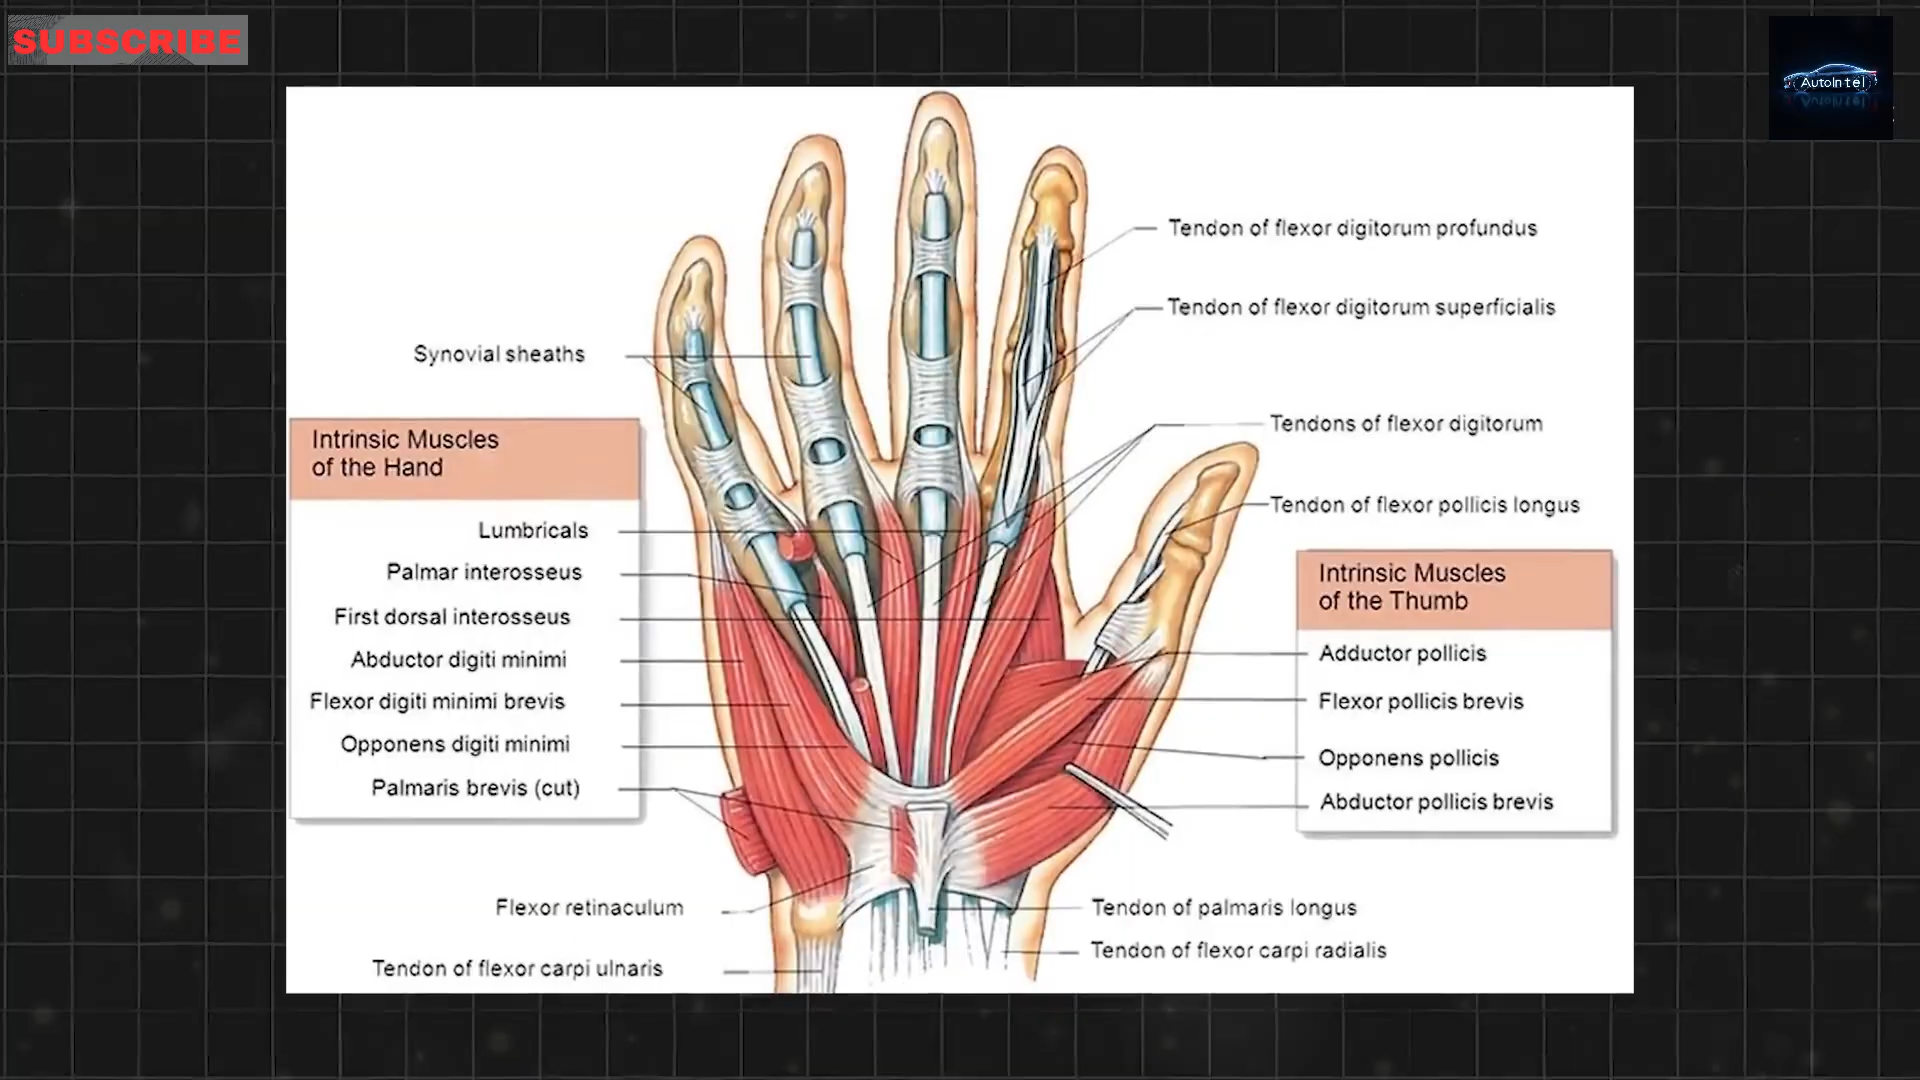 SUBSCRIBE
AutoIntel
Tendon of flexor digitorum profundus
Tendon of flexor digitorum superficialis
Synovial sheaths
Tendons of flexor digitorum
Tendon of flexor pollicis longus
Intrinsic Muscles
of the Hand
Lumbricals
Palmar interosseus
First dorsal interosseus
Abductor digiti minimi
Flexor digiti minimi brevis
Opponens digiti minimi
Palmaris brevis (cut)
Intrinsic Muscles
of the Thumb
Adductor pollicis
Flexor pollicis brevis
Opponens pollicis
Abductor pollicis brevis
Flexor retinaculum
Tendon of palmaris longus
Tendon of flexor carpi radialis
Tendon of flexor carpi ulnaris